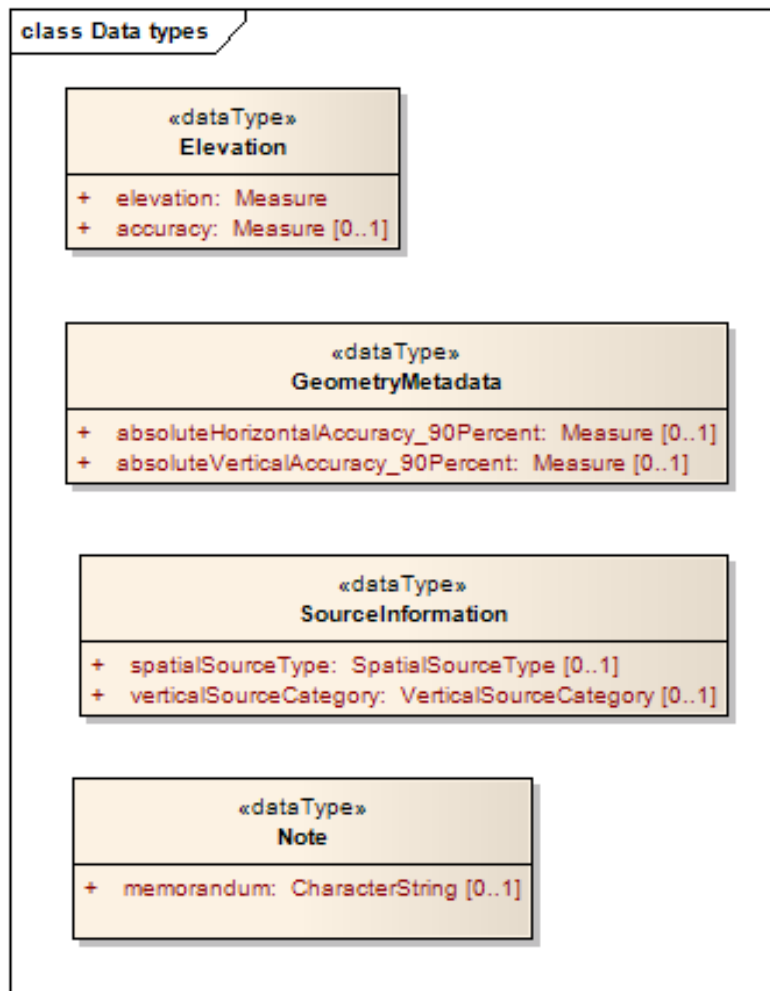 class Data types
«dataType»
Elevation
+ elevation: Measure
+ accuracy: Measure [0..1]
«dataType»
GeometryMetadata
+ absoluteHorizontalAccuracy_90Percent: Measure [0..1]
+ absoluteVerticalAccuracy_90Percent: Measure [0..1]
«dataType»
SourceInformation
+ spatialSourceType: SpatialSourceType [0..1]
+ verticalSourceCategory: VerticalSourceCategory [0..1]
«dataType»
Note
+ memorandum: CharacterString [0..1]